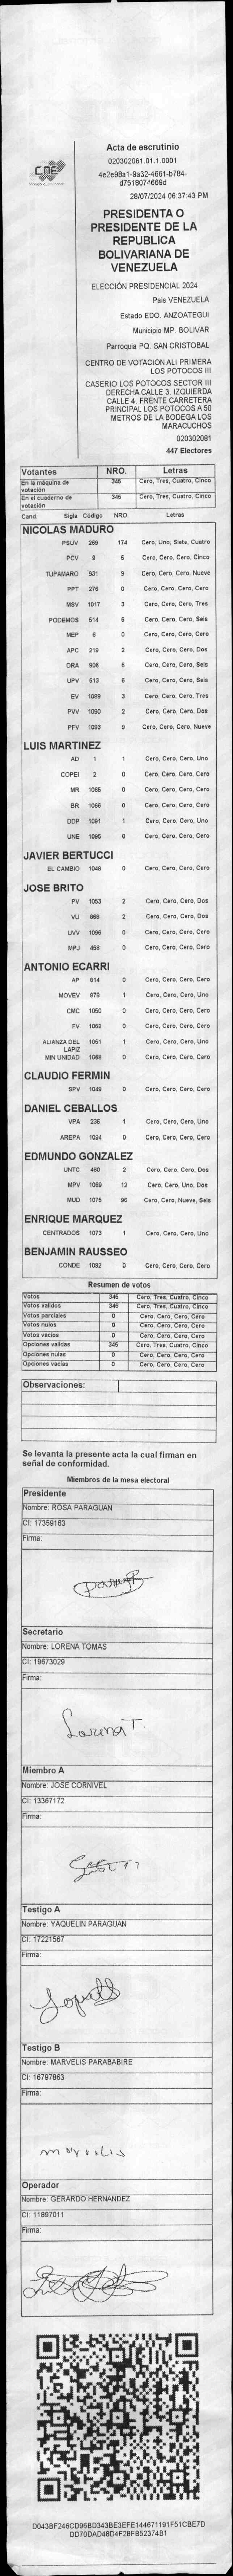 Acta de escrutinio
020302081.01.1.0001
CNE
28/07/2024 06:37:43 PM
PRESIDENTA O
PRESIDENTE DE LA
REPUBLICA
BOLIVARIANA DE
VENEZUELA
ELECCIÓN PRESIDENCIAL 2024
País VENEZUELA
Estado EDO. ANZOATEGUI
Municipio MP. BOLIVAR
Parroquia PQ. SAN CRISTOBAL
CENTRO DE VOTACION ALI PRIMERA
LOS POTOCOS III
CASERIO LOS POTOCOS SECTOR III
DERECHA CALLE 3. IZQUIERDA
CALLE 4. FRENTE CARRETERA
PRINCIPAL LOS POTOCOS A 50
METROS DE LA BODEGA LOS
MARACUCHOS
020302081
447 Electores
Votantes NRO. Letras
En la máquina de votación 345 Cero, Tres, Cuatro, Cinco
En el cuaderno de votación 345 Cero, Tres, Cuatro, Cinco
Cand. Sigla Código NRO. Letras
NICOLAS MADURO
PSUV 269 174 Cero, Uno, Siete, Cuatro
PCV 9 5 Cero, Cero, Cero, Cinco
TUPAMARO 931 9 Cero, Cero, Cero, Nueve
PPT 276 0 Cero, Cero, Cero, Cero
MSV 1017 3 Cero, Cero, Cero, Tres
PODEMOS 514 6 Cero, Cero, Cero, Seis
MEP 6 0 Cero, Cero, Cero, Cero
APC 219 2 Cero, Cero, Cero, Dos
ORA 906 6 Cero, Cero, Cero, Seis
UPV 613 6 Cero, Cero, Cero, Seis
EV 1089 3 Cero, Cero, Cero, Tres
PVV 1090 2 Cero, Cero, Cero, Dos
PFV 1093 9 Cero, Cero, Cero, Nueve
LUIS MARTINEZ
AD 1 1 Cero, Cero, Cero, Uno
COPEI 2 0 Cero, Cero, Cero, Cero
MR 1065 0 Cero, Cero, Cero, Cero
BR 1066 0 Cero, Cero, Cero, Cero
DDP 1091 1 Cero, Cero, Cero, Uno
UNE 1095 0 Cero, Cero, Cero, Cero
JAVIER BERTUCCI
EL CAMBIO 1048 0 Cero, Cero, Cero, Cero
JOSE BRITO
PV 1053 2 Cero, Cero, Cero, Dos
VU 868 2 Cero, Cero, Cero, Dos
UVV 1086 0 Cero, Cero, Cero, Cero
MPJ 458 0 Cero, Cero, Cero, Cero
ANTONIO ECARRI
AP 814 0 Cero, Cero, Cero, Cero
MOVEV 878 1 Cero, Cero, Cero, Uno
CMC 1050 0 Cero, Cero, Cero, Cero
FV 1062 0 Cero, Cero, Cero, Cero
ALIANZA DEL LAPIZ 1051 1 Cero, Cero, Cero, Uno
MIN UNIDAD 1068 0 Cero, Cero, Cero, Cero
CLAUDIO FERMIN
SPV 1049 0 Cero, Cero, Cero, Cero
DANIEL CEBALLOS
VPA 236 1 Cero, Cero, Cero, Uno
AREPA 1094 0 Cero, Cero, Cero, Cero
EDMUNDO GONZALEZ
UNTC 460 2 Cero, Cero, Cero, Dos
MPV 1069 12 Cero, Cero, Uno, Dos
MUD 1075 96 Cero, Cero, Nueve, Seis
ENRIQUE MARQUEZ
CENTRADOS 1073 1 Cero, Cero, Cero, Uno
BENJAMIN RAUSSEO
CONDE 1082 0 Cero, Cero, Cero, Cero
Resumen de votos
Votos 345 Cero, Tres, Cuatro, Cinco
Votos validos 345 Cero, Tres, Cuatro, Cinco
Votos parciales 0 Cero, Cero, Cero, Cero
Votos nulos 0 Cero, Cero, Cero, Cero
Votos vacios 0 Cero, Cero, Cero, Cero
Opciones validas 345 Cero, Tres, Cuatro, Cinco
Opciones nulas 0 Cero, Cero, Cero, Cero
Opciones vacias 0 Cero, Cero, Cero, Cero
Observaciones:
Se levanta la presente acta la cual firman en
señal de conformidad.
Miembros de la mesa electoral
Presidente
Nombre: ROSA PARAGUAN
CI: 17359163
Firma:
Secretario
Nombre: LORENA TOMAS
CI: 19673029
Firma:
Lorena T.
Miembro A
Nombre: JOSE CORNIVEL
CI: 13367172
Firma:
Testigo A
Nombre: YAQUELIN PARAGUAN
CI: 17221567
Firma:
Testigo B
Nombre: MARVELIS PARABABIRE
CI: 16797863
Firma:
Operador
Nombre: GERARDO HERNANDEZ
CI: 11897011
Firma:
D043BF246CD96BD343BE3EFE144671191F51CBE7D
DD70DAD48D4F28FB52374B1